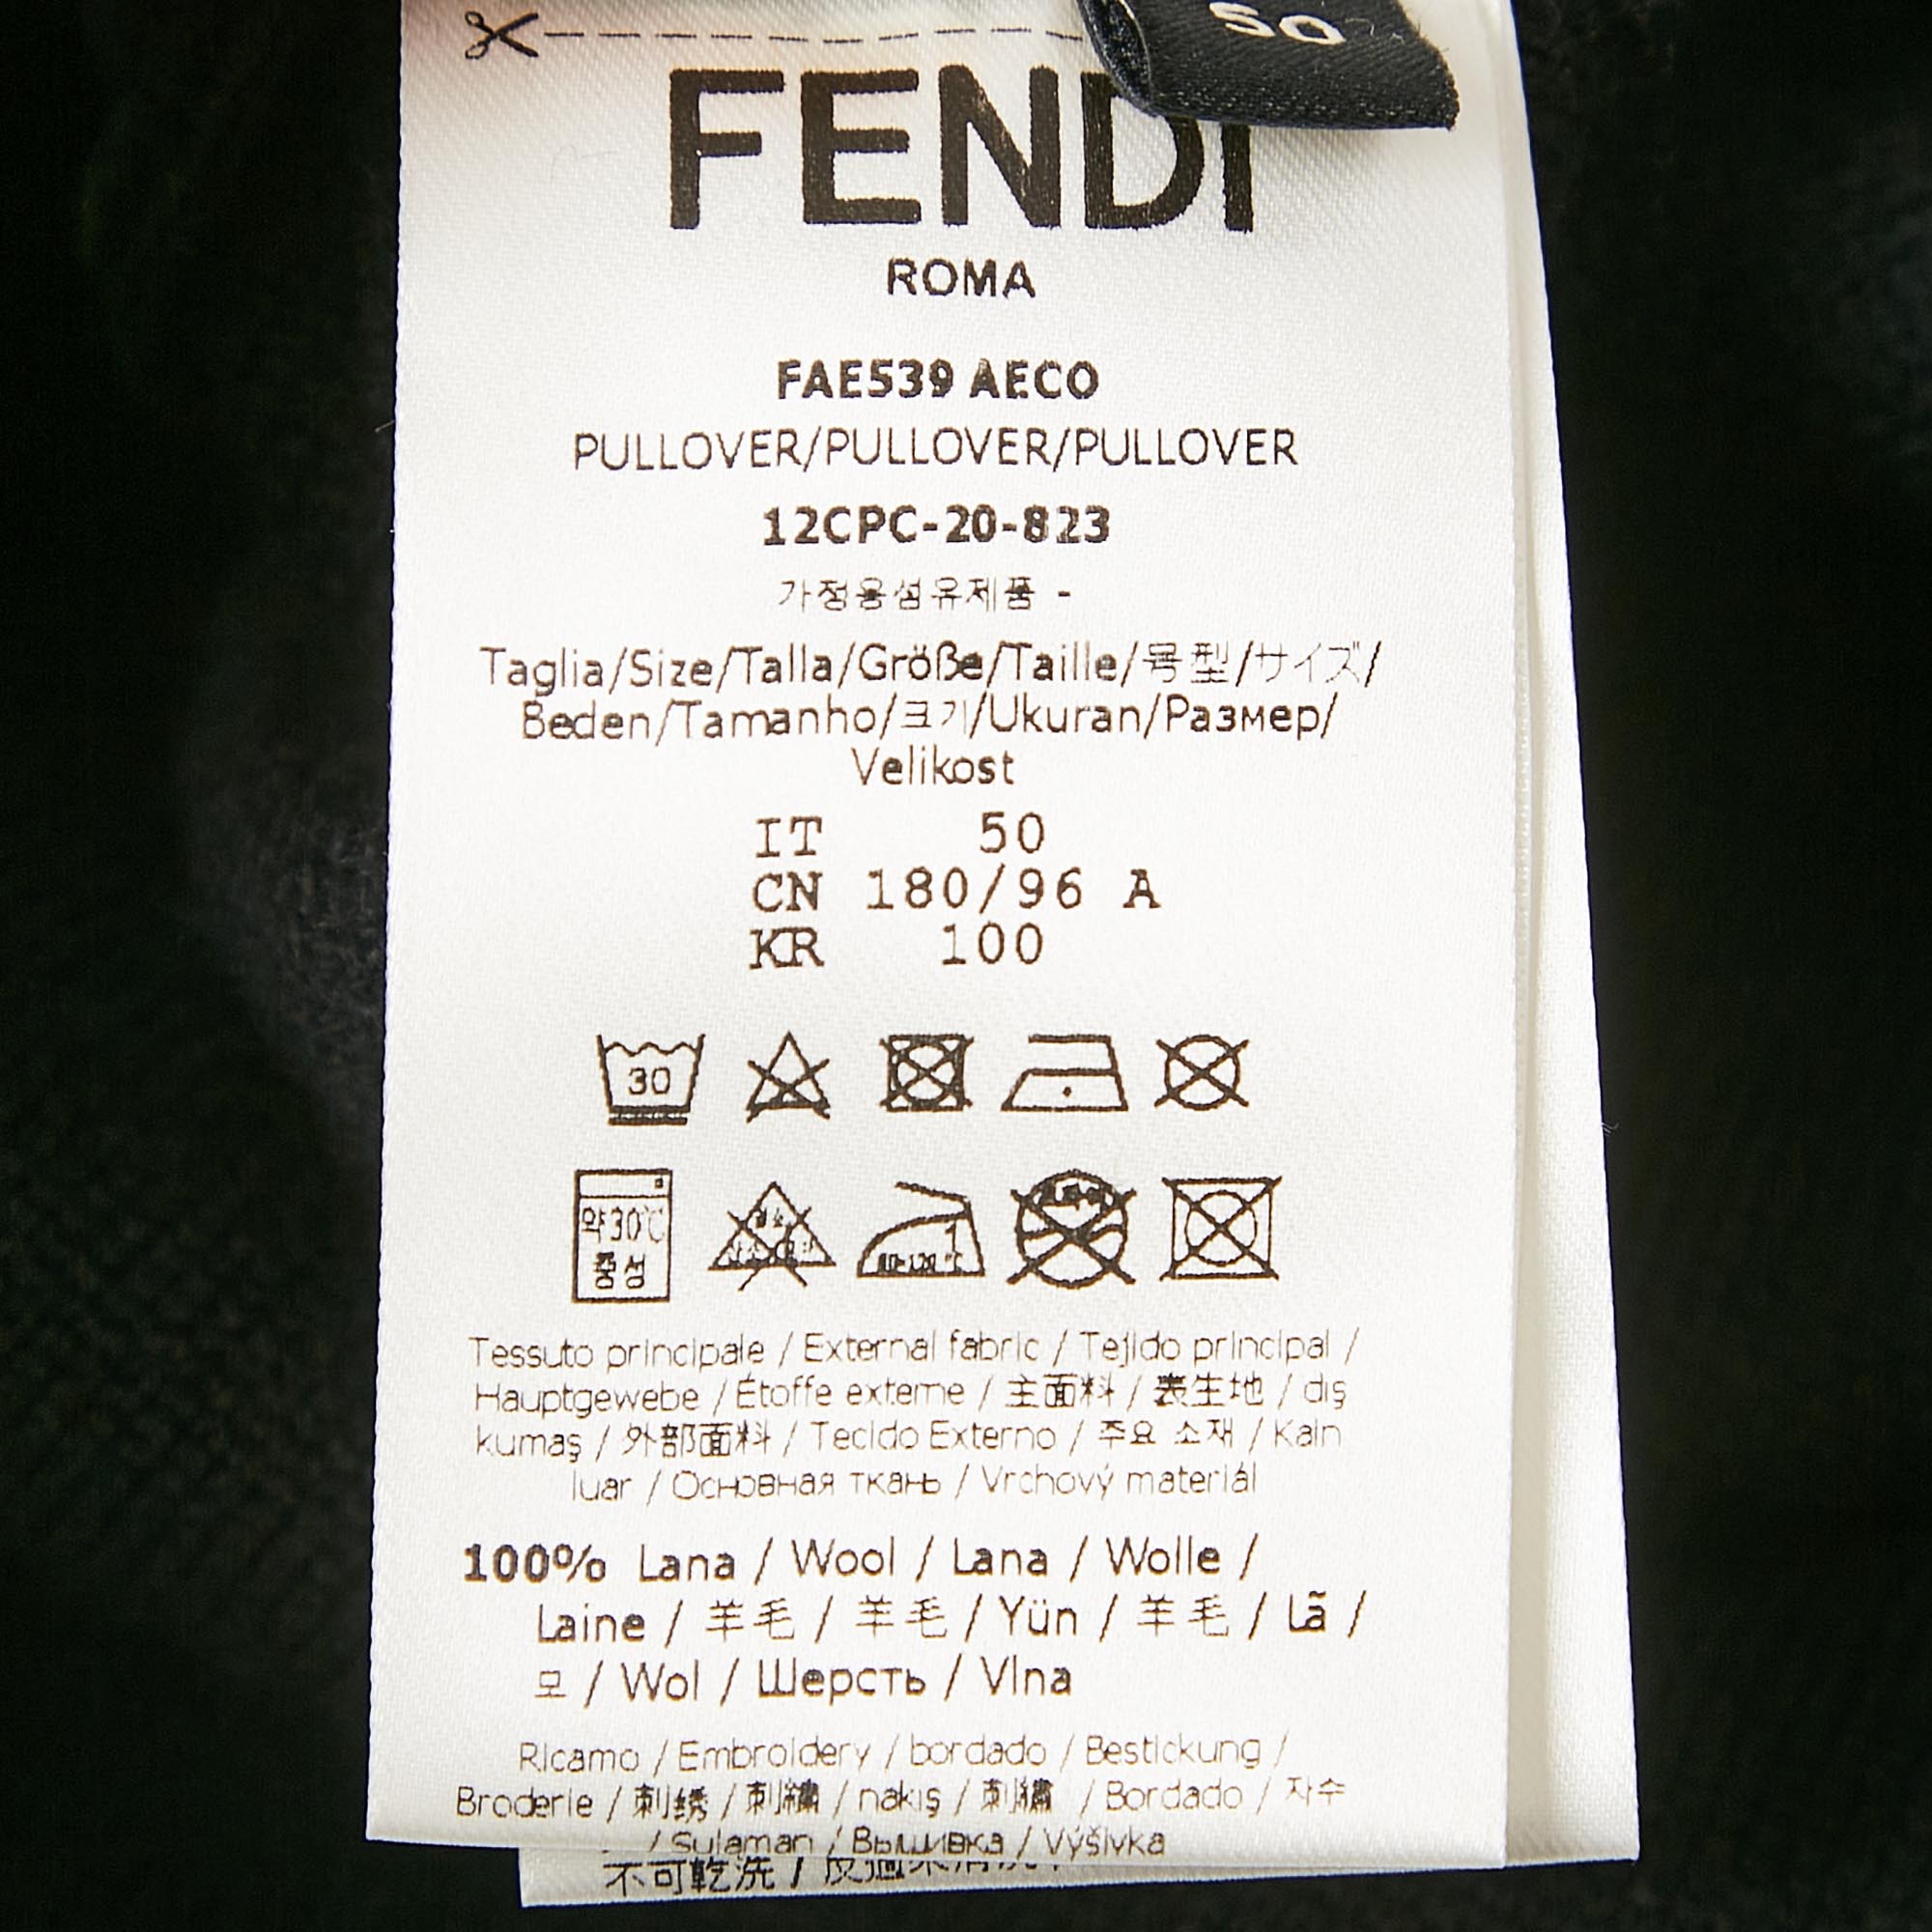 50
FENDI
ROMA
FAE539 AECO
PULLOVER/PULLOVER/PULLOVER
12CPC-20-823
가정용섬유제품 -
Taglia/Size/Talla/Größe/Taille/号型/サイズ/
Beden/Tamanho/크기/Ukuran/Размер/
Velikost
IT 50
CN 180/96 A
KR 100
30
약30℃
중성
80-120℃
Tessuto principale / External fabric / Tejido principal /
Hauptgewebe / Étoffe externe / 主面料 / 表生地 / dış
kumaş / 外部面料 / Tecido Externo / 주요 소재 / Kain
luar / Основная ткань / Vrchový materiál
100% Lana / Wool / Lana / Wolle /
Laine / 羊毛 / 羊毛 / Yün / 羊毛 / Lã /
모 / Wol / Шерсть / Vlna
Ricamo / Embroidery / bordado / Bestickung /
Broderie / 刺绣 / 刺繍 / nakış / 刺繡 / Bordado / 자수
/ Sulaman / Вышивка / Výšivka
不可乾洗 /